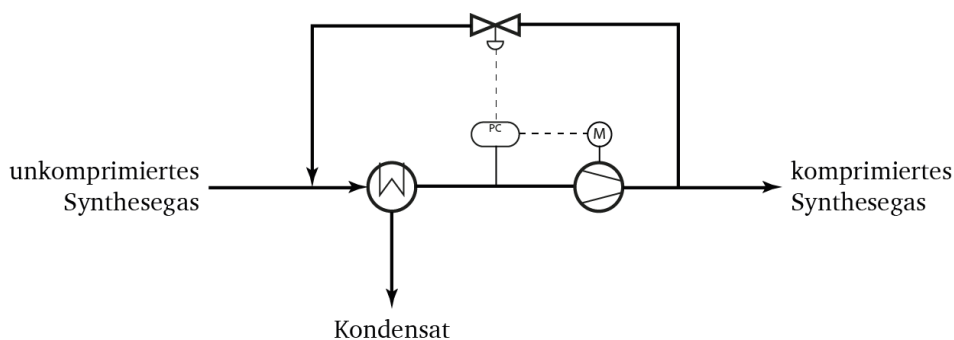 PC
M
unkomprimiertes
Synthesegas
komprimiertes
Synthesegas
Kondensat